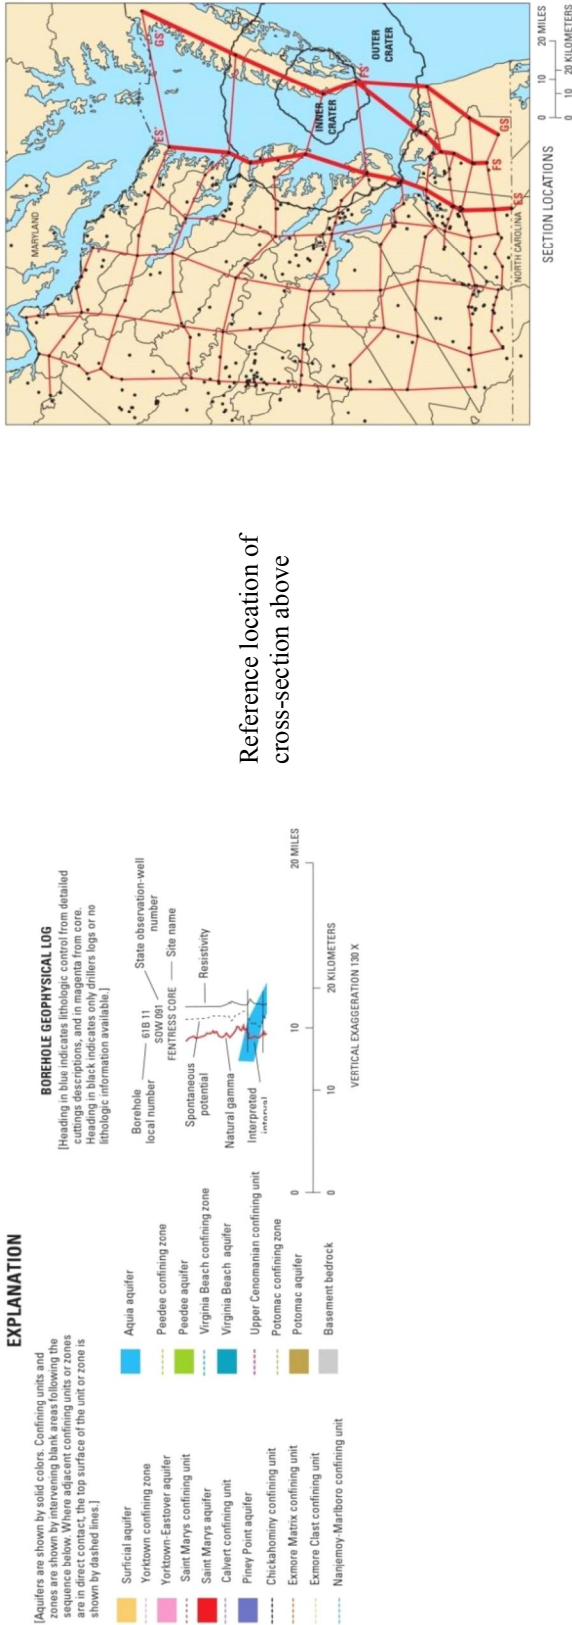 EXPLANATION
[Aquifers are shown by solid colors. Confining units and
zones are shown by intervening blank areas following the
sequence below. Where adjacent confining units or zones
are in direct contact, the top surface of the unit or zone is
shown by dashed lines.]
Surficial aquifer
Yorktown confining zone
Yorktown-Eastover aquifer
Saint Marys confining unit
Saint Marys aquifer
Calvert confining unit
Piney Point aquifer
Chickahominy confining unit
Exmore Matrix confining unit
Exmore Clast confining unit
Nanjemoy-Marlboro confining unit
Aquia aquifer
Peedee confining zone
Peedee aquifer
Virginia Beach confining zone
Virginia Beach aquifer
Upper Cenomanian confining unit
Potomac confining zone
Potomac aquifer
Basement bedrock
BOREHOLE GEOPHYSICAL LOG
[Heading in blue indicates lithologic control from detailed
cuttings descriptions, and in magenta from core.
Heading in black indicates only drillers logs or no
lithologic information available.]
Borehole
local number
61B 11
SOW 091
FENTRESS CORE
State observation-well
number
Site name
Spontaneous
potential
Resistivity
Natural gamma
Interpreted
interval
0 20 MILES
0 10 10 20 KILOMETERS
VERTICAL EXAGGERATION 130 X
Reference location of
cross-section above
MARYLAND
ES'
GS'
FS'
INNER
CRATER
OUTER
CRATER
ES
FS
GS
NORTH CAROLINA
SECTION LOCATIONS
0 10 20 MILES
0 10 20 KILOMETERS